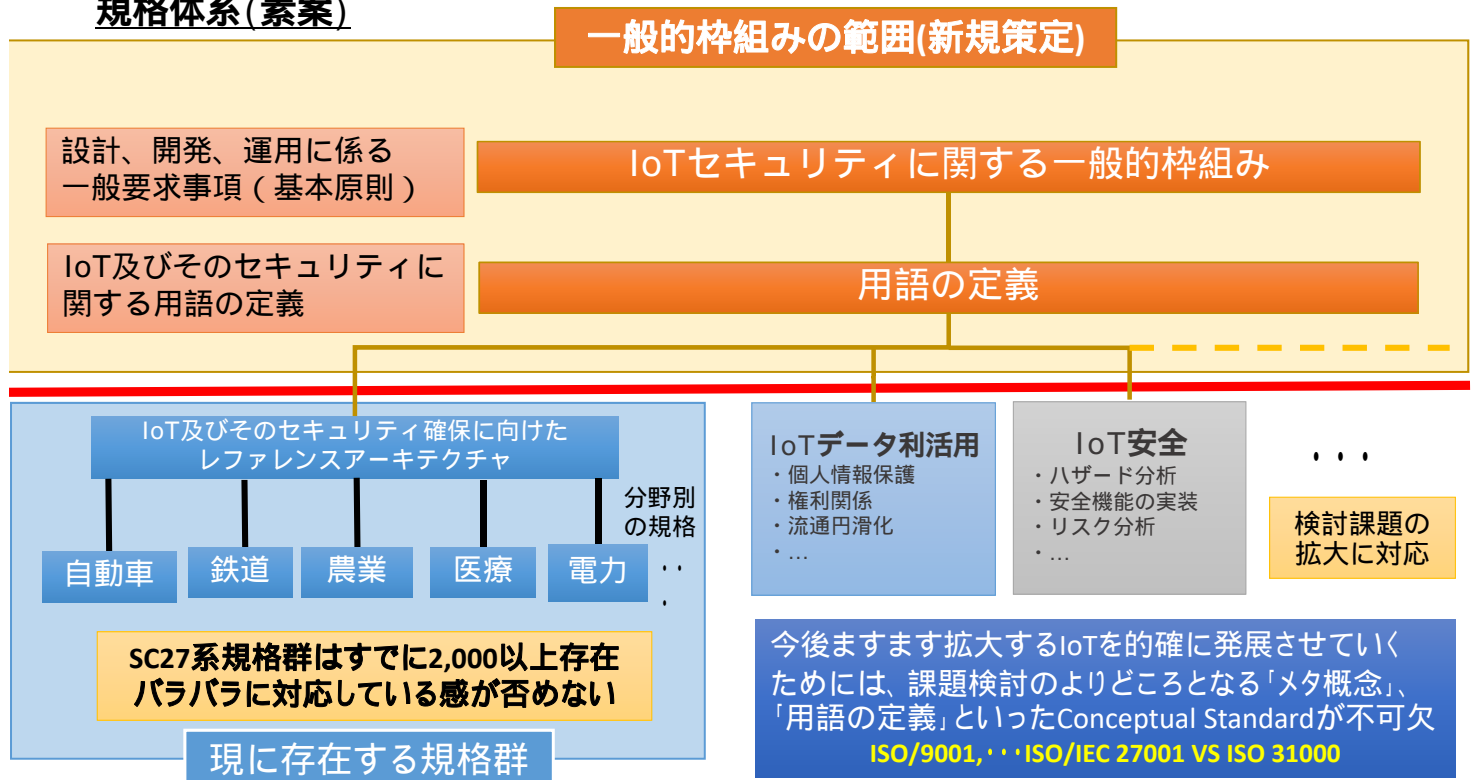 規格体系(素案)
一般的枠組みの範囲(新規策定)
設計、開発、運用に係る
一般要求事項（基本原則）
IoTセキュリティに関する一般的枠組み
IoT及びそのセキュリティに
関する用語の定義
用語の定義
IoT及びそのセキュリティ確保に向けた
レファレンスアーキテクチャ
分野別
の規格
自動車
鉄道
農業
医療
電力
・・
・
SC27系規格群はすでに2,000以上存在
バラバラに対応している感が否めない
現に存在する規格群
IoTデータ利活用
・個人情報保護
・権利関係
・流通円滑化
・…
IoT安全
・ハザード分析
・安全機能の実装
・リスク分析
・…
・・・
検討課題の
拡大に対応
今後ますます拡大するIoTを的確に発展させていく
ためには、課題検討のよりどころとなる「メタ概念」、
「用語の定義」といったConceptual Standardが不可欠
ISO/9001,・・・ISO/IEC 27001 VS ISO 31000